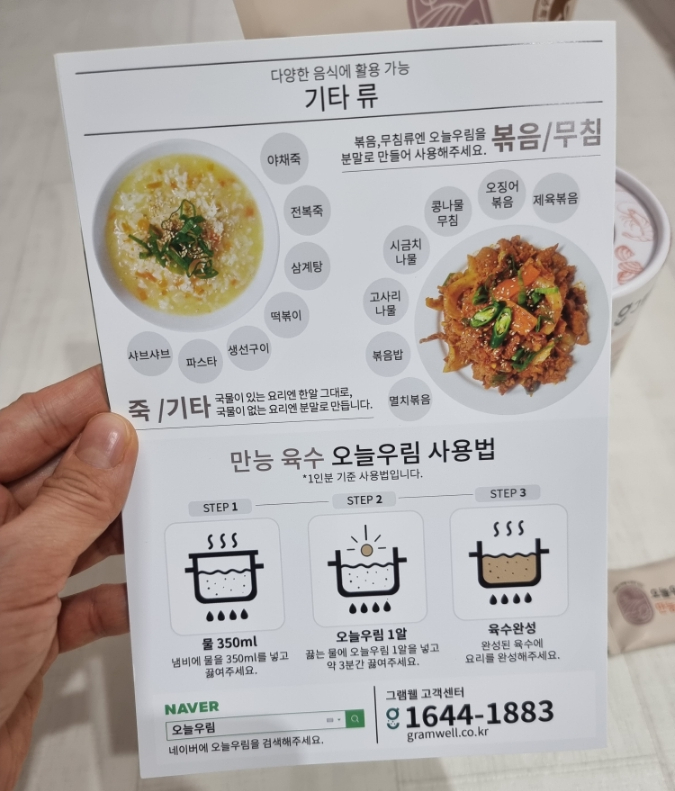 다양한 음식에 활용 가능
기타 류
야채죽
전복죽
삼계탕
떡볶이
생선구이
파스타
샤브샤브
죽 /기타
국물이 있는 요리엔 한알 그대로,
국물이 없는 요리엔 분말로 만듭니다.
볶음,무침류엔 오늘우림을
분말로 만들어 사용해주세요.
볶음/무침
제육볶음
오징어
볶음
콩나물
무침
시금치
나물
고사리
나물
볶음밥
멸치볶음
만능 육수 오늘우림 사용법
*1인분 기준 사용법입니다.
STEP 1
물 350ml
냄비에 물을 350ml를 넣고
끓여주세요.
STEP 2
오늘우림 1알
끓는 물에 오늘우림 1알을 넣고
약 3분간 끓여주세요.
STEP 3
육수완성
완성된 육수에
요리를 완성해주세요.
NAVER
오늘우림
네이버에 오늘우림을 검색해주세요.
그램웰 고객센터
1644-1883
gramwell.co.kr